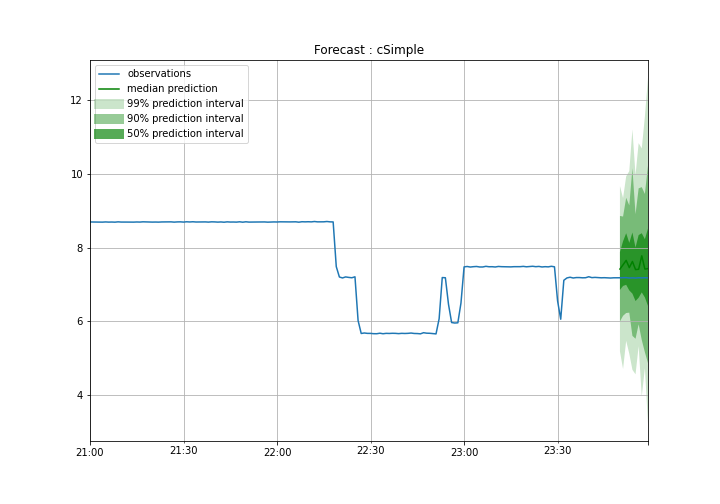 Forecast : cSimple
observations
median prediction
99% prediction interval
90% prediction interval
50% prediction interval
12
10
8
6
4
21:00
21:30
22:00
22:30
23:00
23:30